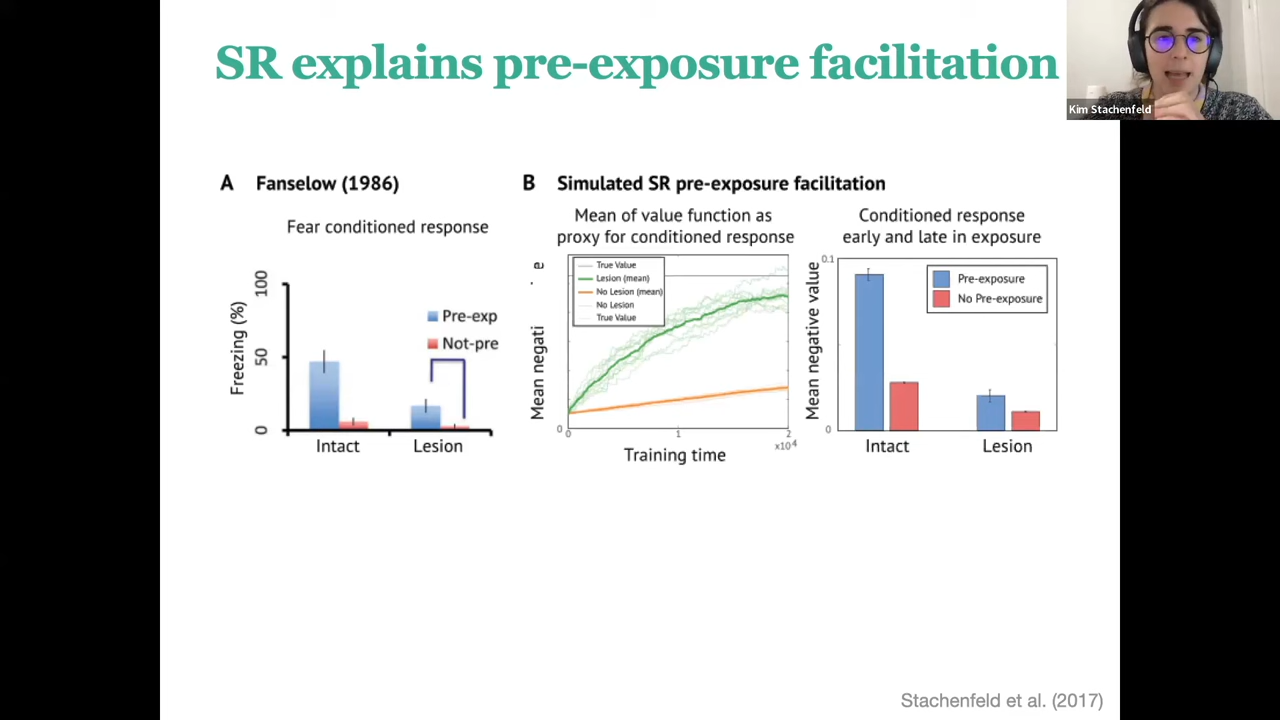 SR explains pre-exposure facilitation
Kim Stachenfeld
A Fanselow (1986)
Fear conditioned response
100
50
0
Freezing (%)
Pre-exp
Not-pre
Intact
Lesion
B Simulated SR pre-exposure facilitation
Mean of value function as
proxy for conditioned response
e
Mean negati
True Value
Lesion (mean)
No Lesion (mean)
No Lesion
True Value
0
0
1
2
x10⁴
Training time
Conditioned response
early and late in exposure
Mean negative value
0.1
0
Pre-exposure
No Pre-exposure
Intact
Lesion
Stachenfeld et al. (2017)